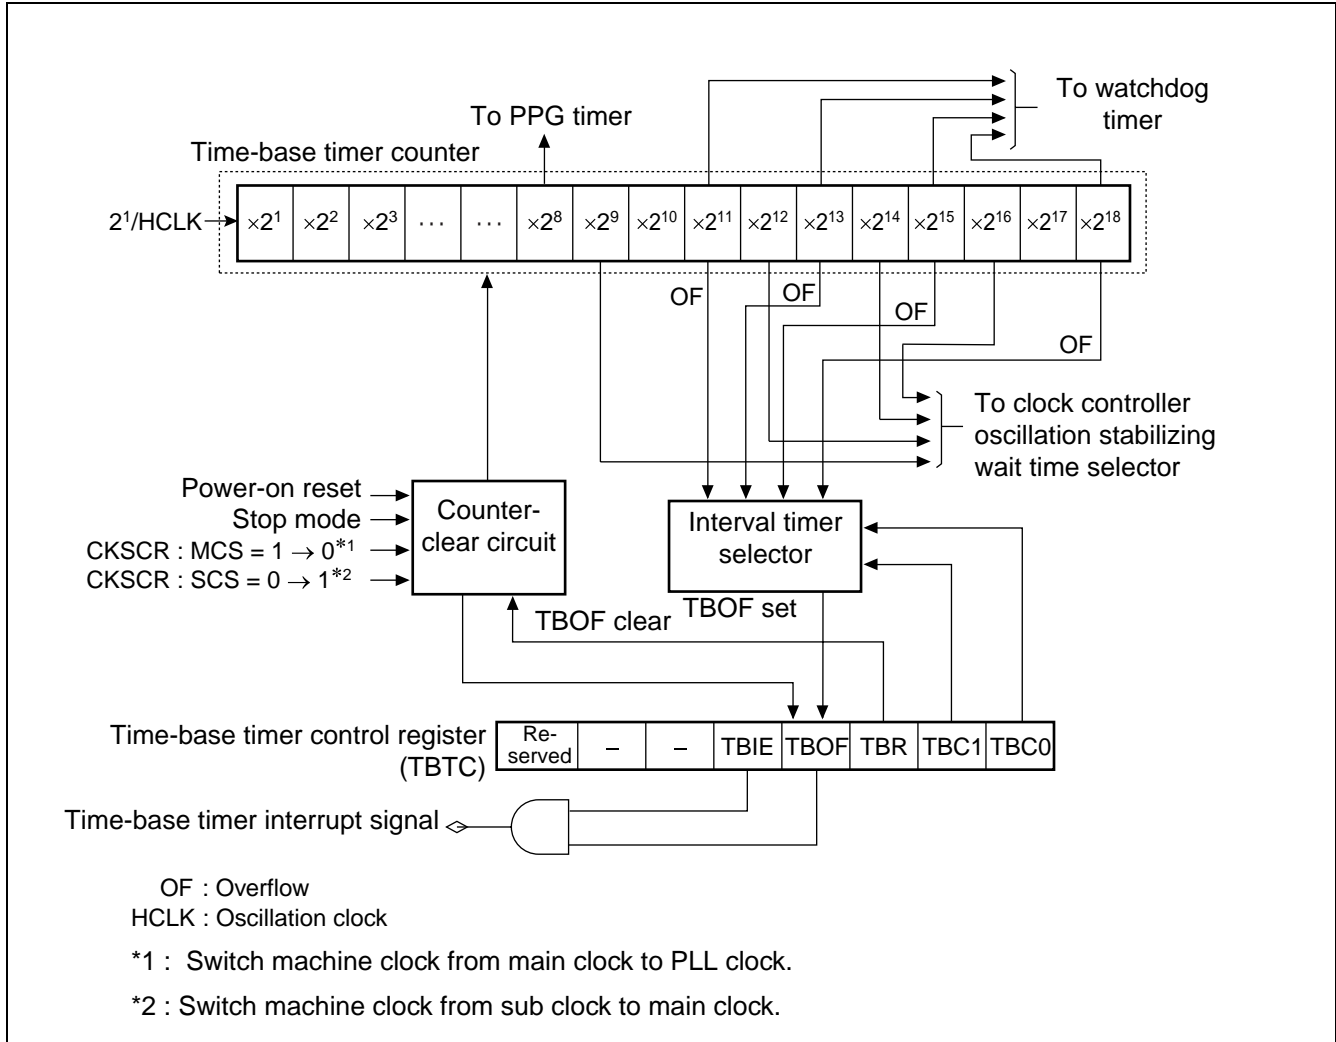 To watchdog
timer
To PPG timer
Time-base timer counter
2¹/HCLK
×2¹ ×2² ×2³ ··· ··· ×2⁸ ×2⁹ ×2¹⁰ ×2¹¹ ×2¹² ×2¹³ ×2¹⁴ ×2¹⁵ ×2¹⁶ ×2¹⁷ ×2¹⁸
OF
OF
OF
OF
To clock controller
oscillation stabilizing
wait time selector
Power-on reset
Stop mode
CKSCR : MCS = 1 → 0*¹
CKSCR : SCS = 0 → 1*²
Counter-
clear circuit
Interval timer
selector
TBOF clear
TBOF set
Time-base timer control register
(TBTC)
Re-
served
– – TBIE TBOF TBR TBC1 TBC0
Time-base timer interrupt signal
OF : Overflow
HCLK : Oscillation clock
*1 : Switch machine clock from main clock to PLL clock.
*2 : Switch machine clock from sub clock to main clock.